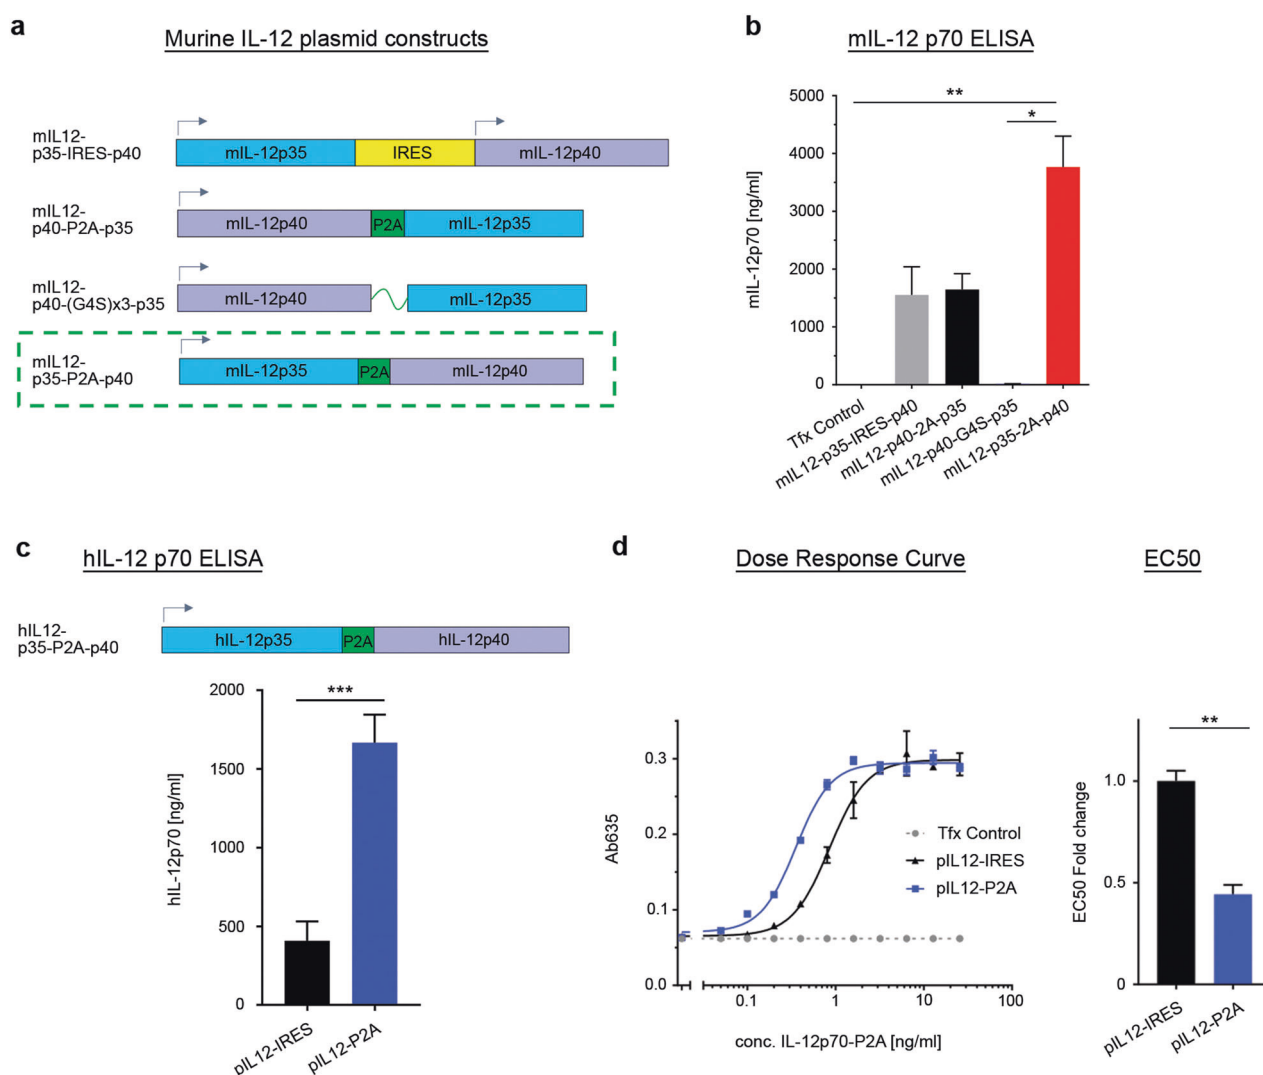 a
Murine IL-12 plasmid constructs
mIL12-
p35-IRES-p40
mIL-12p35
IRES
mIL-12p40
mIL12-
p40-P2A-p35
mIL-12p40
P2A
mIL-12p35
mIL12-
p40-(G4S)x3-p35
mIL-12p40
mIL-12p35
mIL12-
p35-P2A-p40
mIL-12p35
P2A
mIL-12p40
b
mIL-12 p70 ELISA
mIL-12p70 [ng/ml]
5000
4000
3000
2000
1000
0
**
*
Tfx Control
mIL12-p35-IRES-p40
mIL12-p40-2A-p35
mIL12-p40-G4S-p35
mIL12-p35-2A-p40
c
hIL-12 p70 ELISA
hIL12-
p35-P2A-p40
hIL-12p35
P2A
hIL-12p40
hIL-12p70 [ng/ml]
2000
1500
1000
500
0
***
pIL12-IRES
pIL12-P2A
d
Dose Response Curve
Ab635
0.3
0.2
0.1
0.0
Tfx Control
pIL12-IRES
pIL12-P2A
0.1
1
10
100
conc. IL-12p70-P2A [ng/ml]
EC50
EC50 Fold change
1.0
0.5
0
**
pIL12-IRES
pIL12-P2A